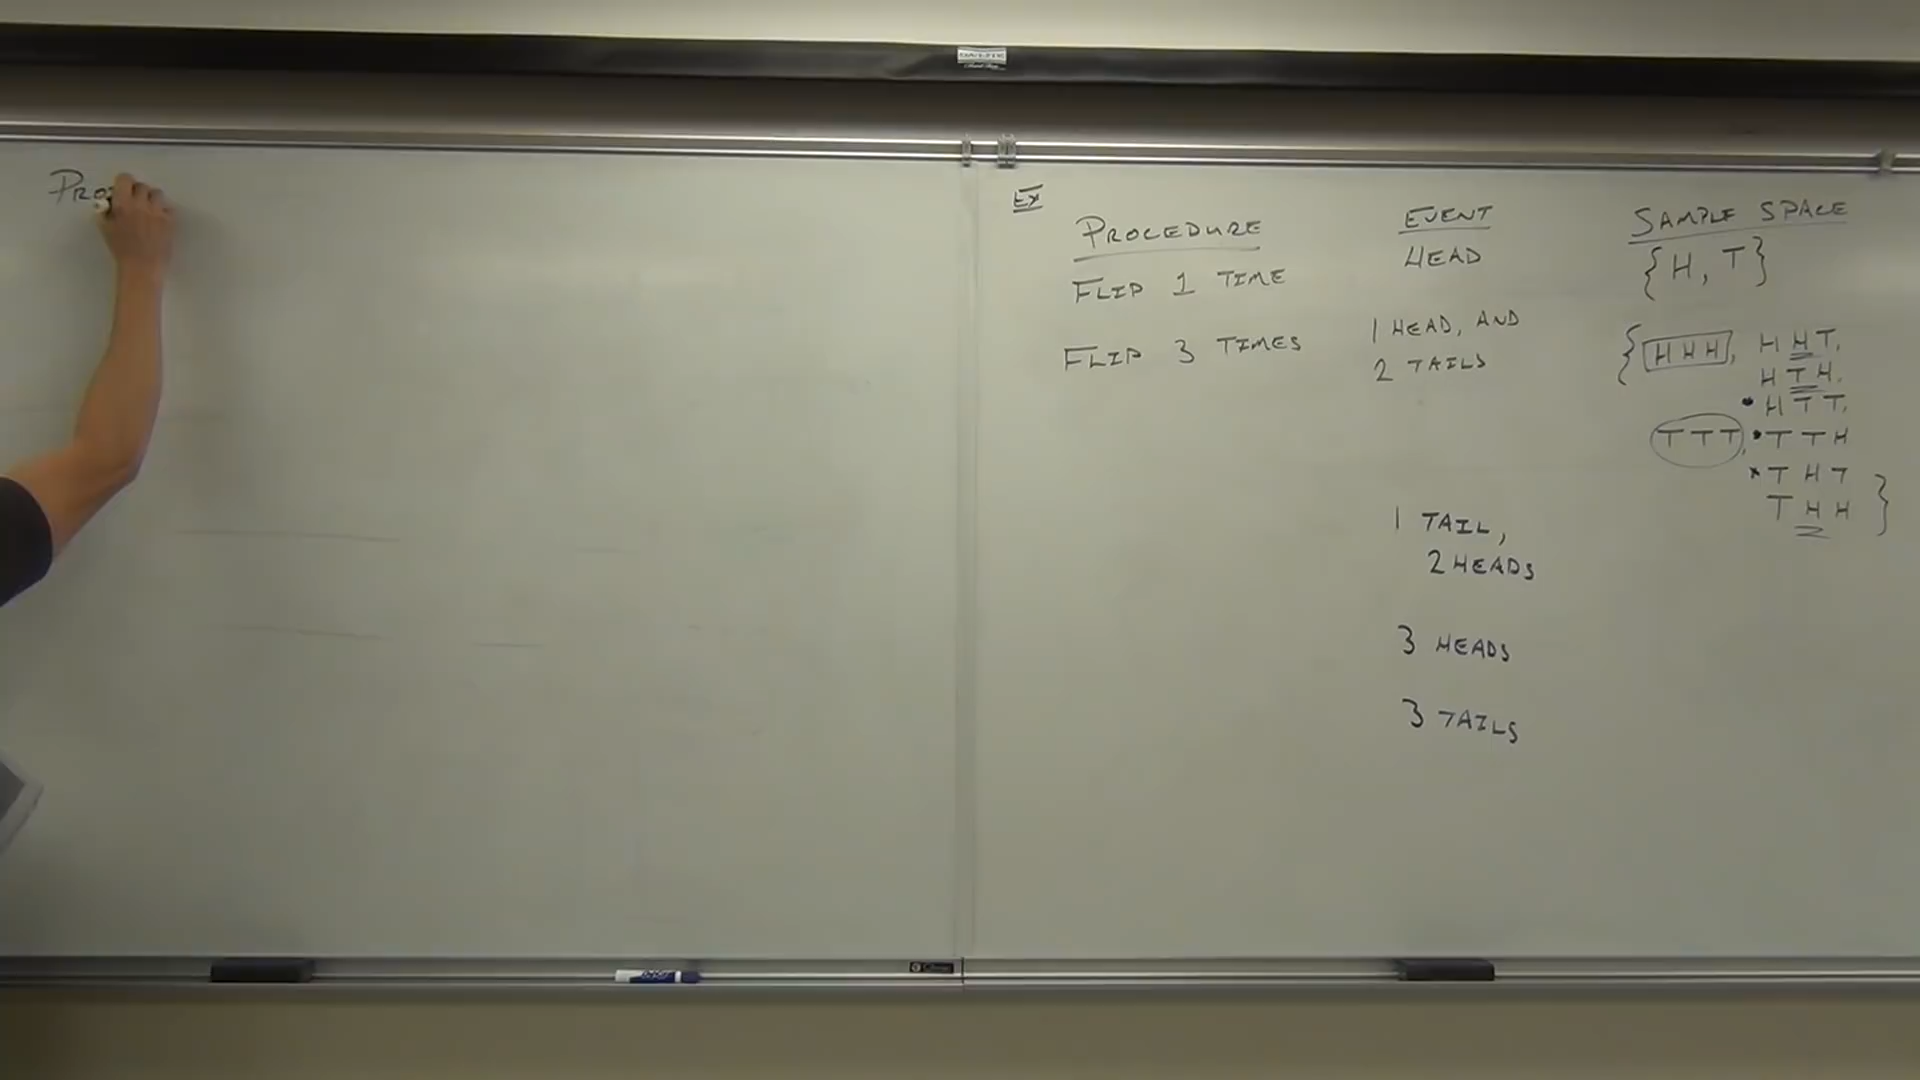 PRO
Ex
PROCEDURE
EVENT
SAMPLE SPACE
FLIP 1 TIME
HEAD
{H, T}
FLIP 3 TIMES
1 HEAD, AND
2 TAILS
{HHH, HHT,
HTH,
• HTT,
TTT, • TTH
THT
THH }
1 TAIL,
2 HEADS
3 HEADS
3 TAILS